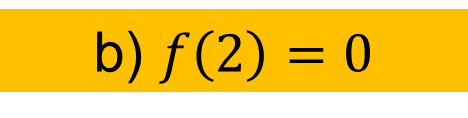 b) f(2) = 0